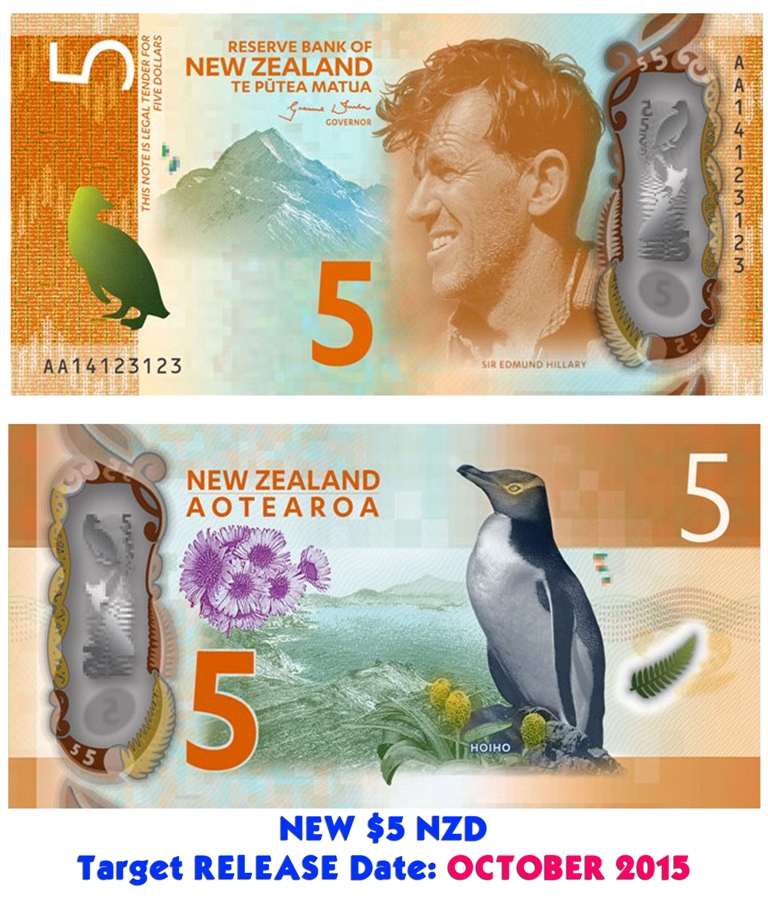 5
THIS NOTE IS LEGAL TENDER FOR
FIVE DOLLARS
RESERVE BANK OF
NEW ZEALAND
TE PŪTEA MATUA
GOVERNOR
5
SIR EDMUND HILLARY
AA14123123
AA14123123
55
5
NEW ZEALAND
AOTEAROA
5
5
HOIHO
5
55
NEW $5 NZD
Target RELEASE Date: OCTOBER 2015